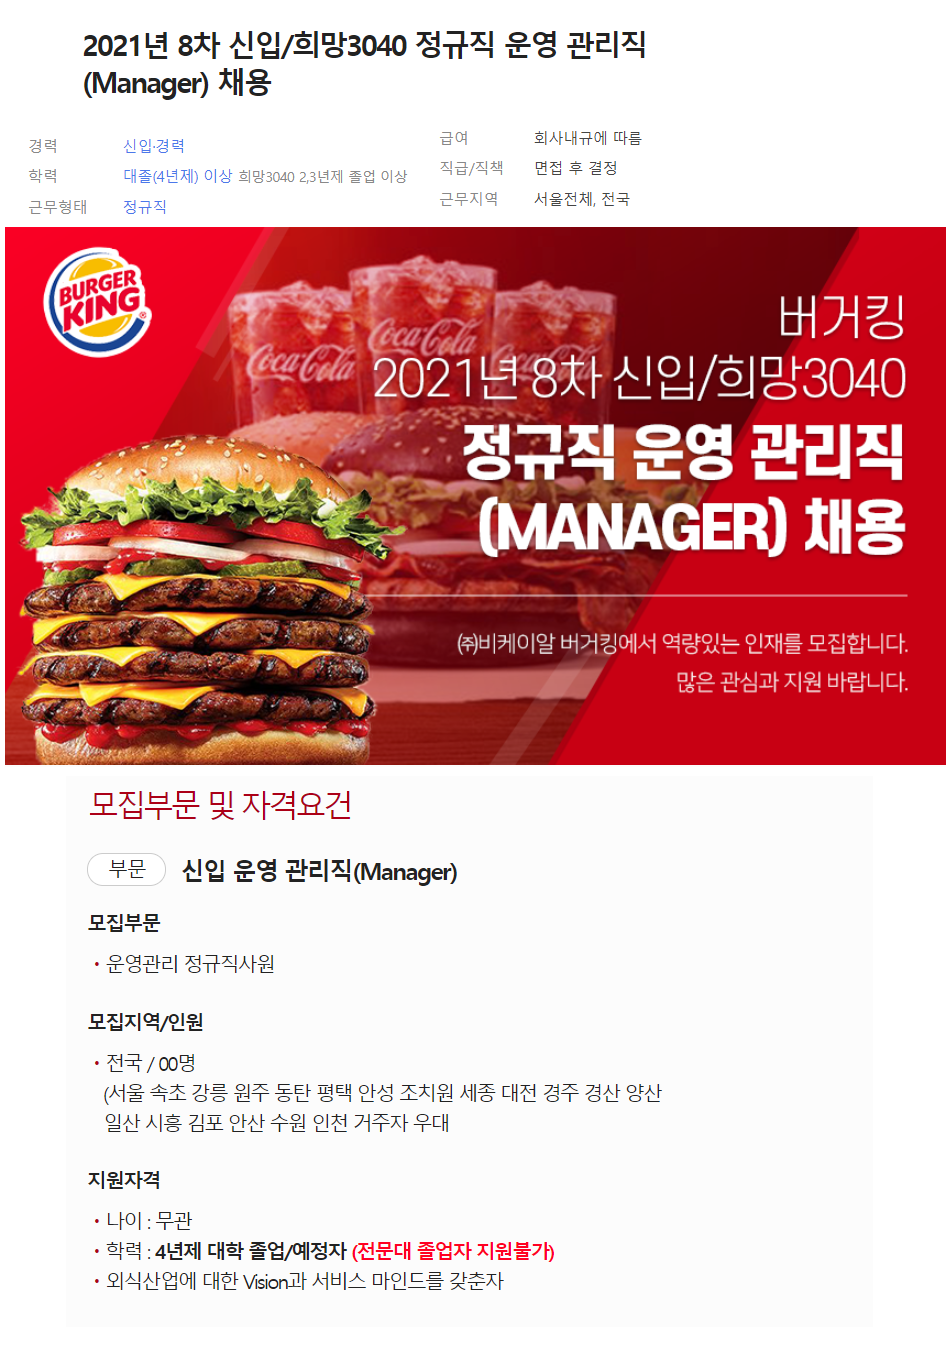 2021년 8차 신입/희망3040 정규직 운영 관리직
(Manager) 채용
경력 신입·경력
학력 대졸(4년제) 이상 희망3040 2,3년제 졸업 이상
근무형태 정규직
급여 회사내규에 따름
직급/직책 면접 후 결정
근무지역 서울전체, 전국
BURGER
KING
®
Coca-Cola
Coca-Cola
Coca-Cola
버거킹
2021년 8차 신입/희망3040
정규직 운영 관리직
(MANAGER) 채용
㈜비케이알 버거킹에서 역량있는 인재를 모집합니다.
많은 관심과 지원 바랍니다.
모집부문 및 자격요건
부문 신입 운영 관리직(Manager)
모집부문
• 운영관리 정규직사원
모집지역/인원
• 전국 / 00명
(서울 속초 강릉 원주 동탄 평택 안성 조치원 세종 대전 경주 경산 양산
일산 시흥 김포 안산 수원 인천 거주자 우대
지원자격
• 나이 : 무관
• 학력 : 4년제 대학 졸업/예정자 (전문대 졸업자 지원불가)
• 외식산업에 대한 Vision과 서비스 마인드를 갖춘자